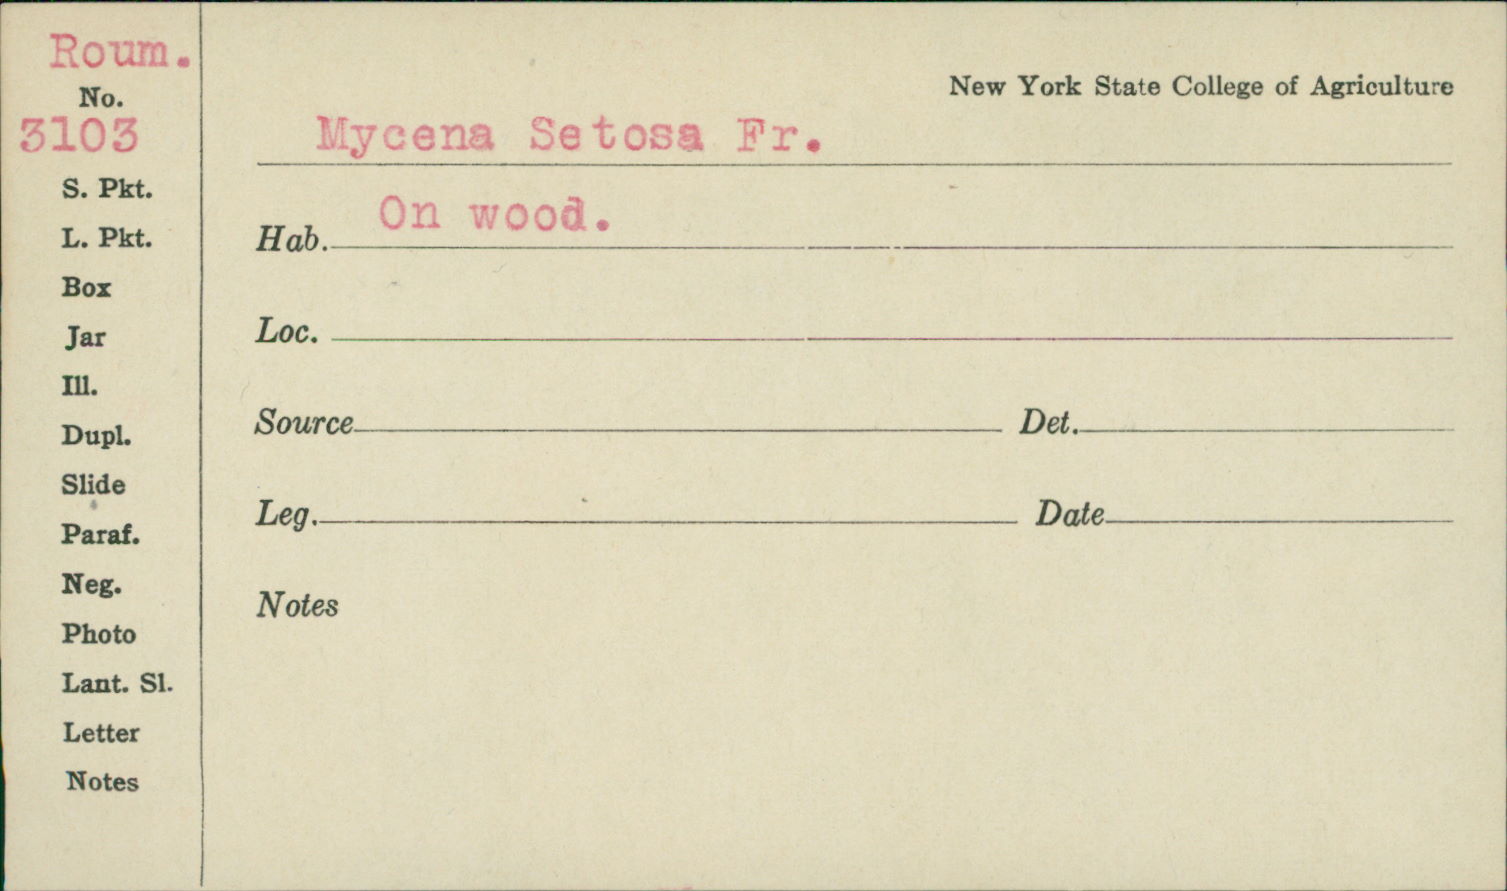 Roum.
No.
3103
S. Pkt.
L. Pkt.
Box
Jar
Ill.
Dupl.
Slide
Paraf.
Neg.
Photo
Lant. Sl.
Letter
Notes
New York State College of Agriculture
Mycena Setosa Fr.
Hab. On wood.
Loc.
Source Det.
Leg. Date
Notes